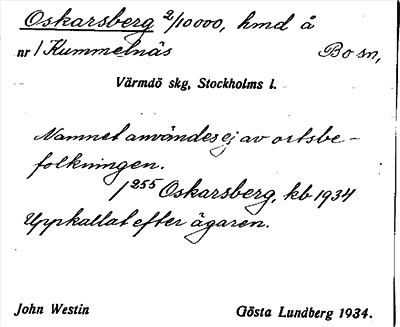 Oskarsberg 2/10000, hmd å
nr 1 Kummelnäs Bo sn,
Värmdö skg, Stockholms l.
Namnet användes ej av ortsbe-
folkningen.
1255 Oskarsberg, kb 1934
Uppkallat efter ägaren.
John Westin Gösta Lundberg 1934.